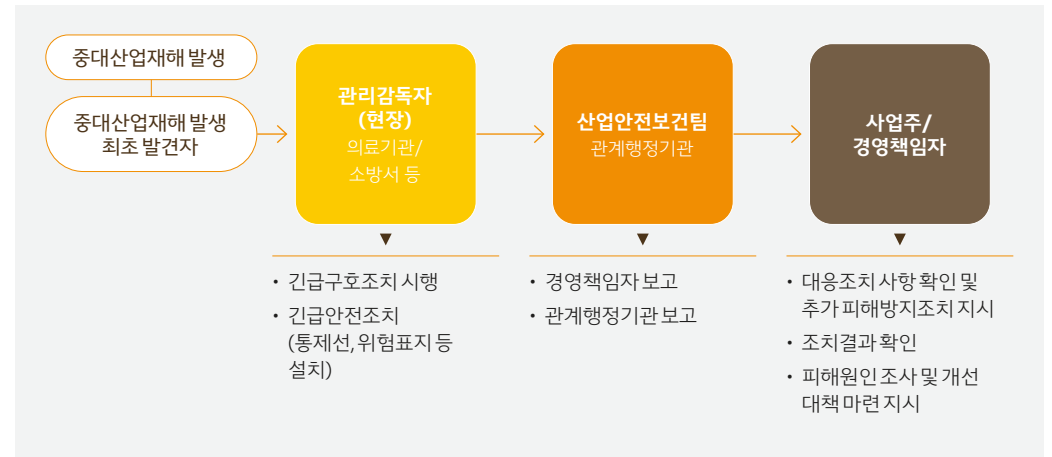 중대산업재해 발생
중대산업재해 발생
최초 발견자
관리감독자
(현장)
의료기관/
소방서 등
산업안전보건팀
관계행정기관
사업주/
경영책임자
▼
▼
▼
• 긴급구호조치 시행
• 긴급안전조치
(통제선, 위험표지 등
설치)
• 경영책임자 보고
• 관계행정기관 보고
• 대응조치 사항 확인 및
추가 피해방지조치 지시
• 조치결과 확인
• 피해원인 조사 및 개선
대책 마련 지시